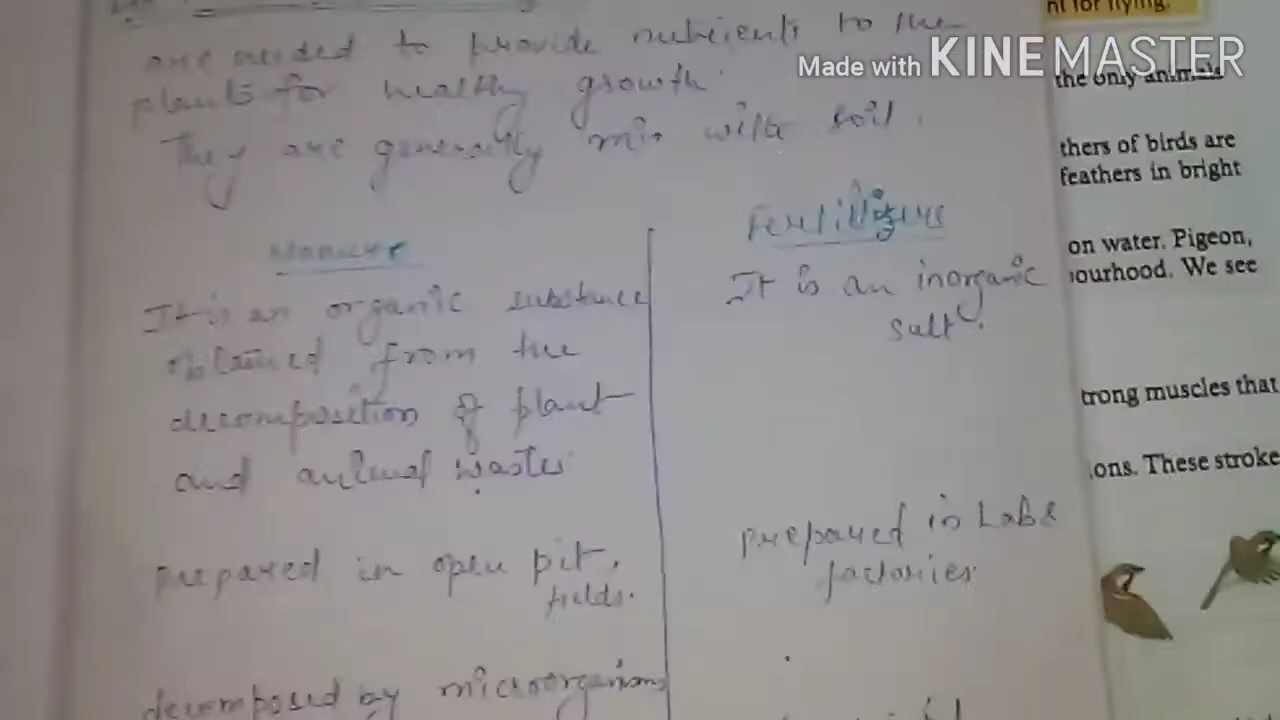 are needed to provide nutrients to the
plants for healthy growth.
They are generally mix with soil.
Manure
It is an organic substance
obtained from the
decomposition of plant
and animal wastes
prepared in open pit,
fields.
decomposed by microorganisms
Fertilizers
It is an inorganic
salt.
prepared in Lab &
factories
Made with KINEMASTER
nt for flying.
the only animals
thers of birds are
feathers in bright
on water. Pigeon,
ourhood. We see
trong muscles that
ons. These stroke